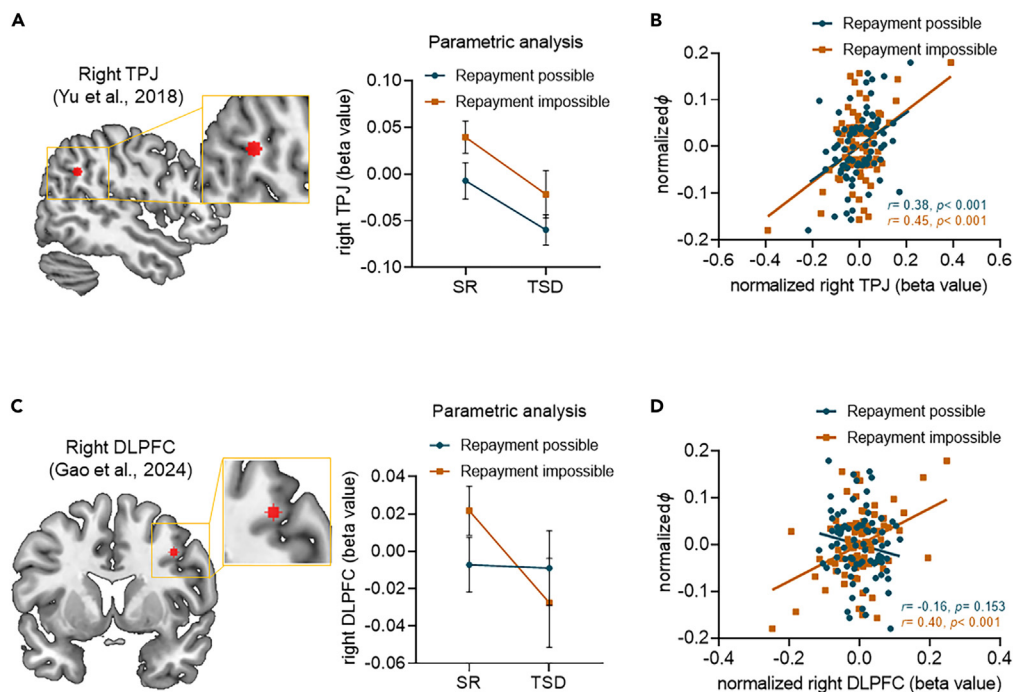 A
Right TPJ
(Yu et al., 2018)
Parametric analysis
Repayment possible
Repayment impossible
right TPJ (beta value)
0.10
0.05
0.00
-0.05
-0.10
SR
TSD
B
Repayment possible
Repayment impossible
normalized ϕ
0.2
0.1
0.0
-0.1
-0.2
r= 0.38, p< 0.001
r= 0.45, p< 0.001
-0.6
-0.4
-0.2
0.0
0.2
0.4
0.6
normalized right TPJ (beta value)
C
Right DLPFC
(Gao et al., 2024)
Parametric analysis
Repayment possible
Repayment impossible
right DLPFC (beta value)
0.04
0.02
0.00
-0.02
-0.04
-0.06
SR
TSD
D
Repayment possible
Repayment impossible
normalized ϕ
0.2
0.1
0.0
-0.1
-0.2
r= -0.16, p= 0.153
r= 0.40, p< 0.001
-0.4
-0.2
0.0
0.2
0.4
normalized right DLPFC (beta value)